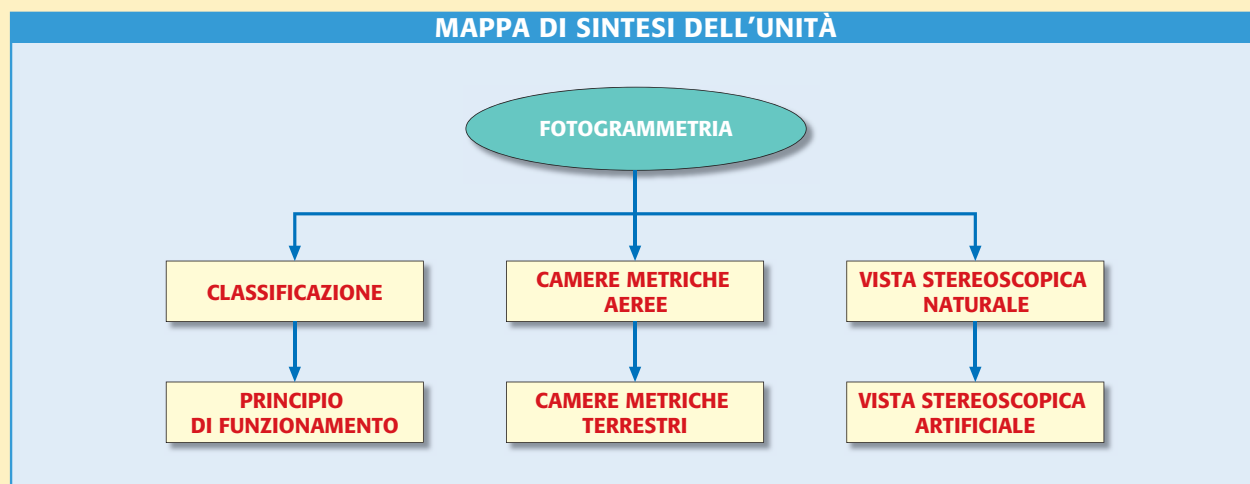 MAPPA DI SINTESI DELL'UNITÀ
FOTOGRAMMETRIA
CLASSIFICAZIONE
CAMERE METRICHE
AEREE
VISTA STEREOSCOPICA
NATURALE
PRINCIPIO
DI FUNZIONAMENTO
CAMERE METRICHE
TERRESTRI
VISTA STEREOSCOPICA
ARTIFICIALE